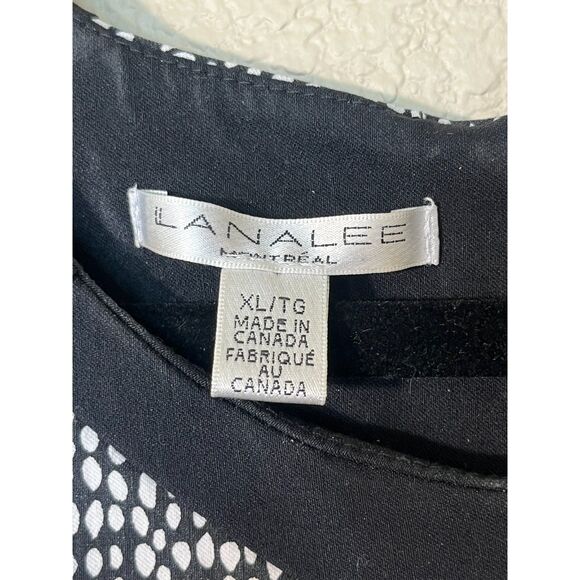 LANALEE
MONTRÉAL
XL/TG
MADE IN
CANADA
FABRIQUÉ
AU
CANADA